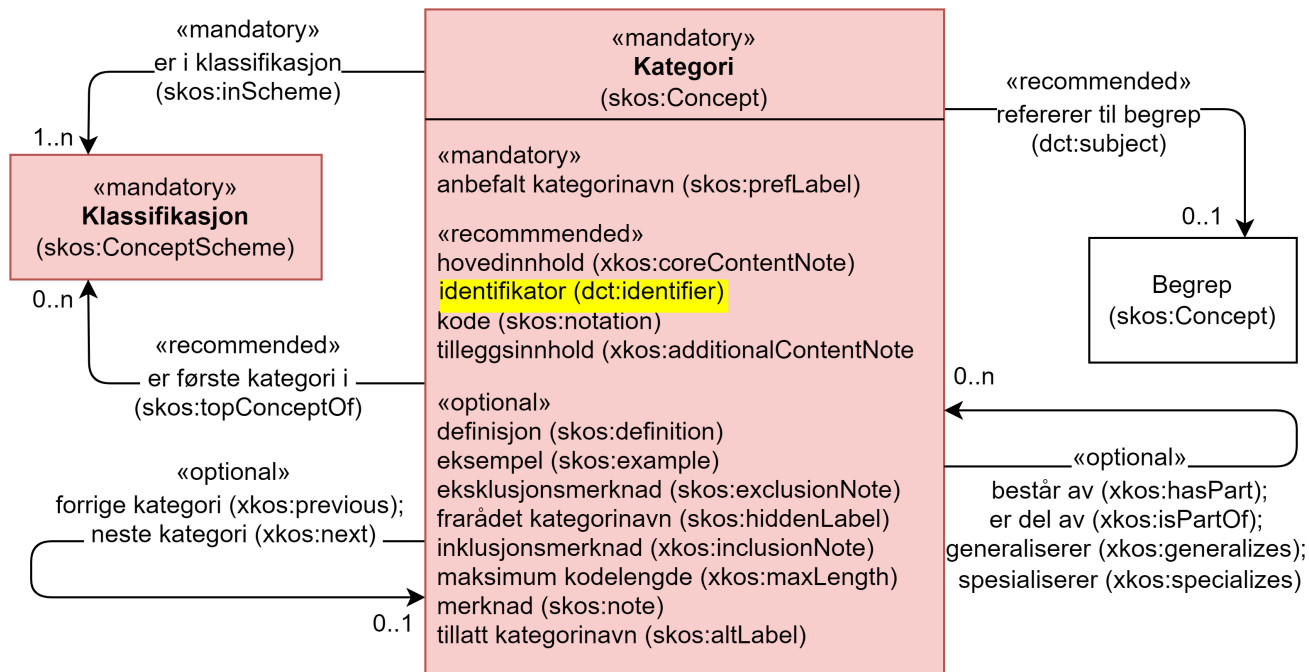 «mandatory»
er i klassifikasjon
(skos:inScheme)
1..n
«mandatory»
Klassifikasjon
(skos:ConceptScheme)
0..n
«recommended»
er første kategori i
(skos:topConceptOf)
«optional»
forrige kategori (xkos:previous);
neste kategori (xkos:next)
0..1
«mandatory»
Kategori
(skos:Concept)
«mandatory»
anbefalt kategorinavn (skos:prefLabel)
«recommmended»
hovedinnhold (xkos:coreContentNote)
identifikator (dct:identifier)
kode (skos:notation)
tilleggsinnhold (xkos:additionalContentNote
«optional»
definisjon (skos:definition)
eksempel (skos:example)
eksklusjonsmerknad (skos:exclusionNote)
frarådet kategorinavn (skos:hiddenLabel)
inklusjonsmerknad (xkos:inclusionNote)
maksimum kodelengde (xkos:maxLength)
merknad (skos:note)
tillatt kategorinavn (skos:altLabel)
«recommended»
refererer til begrep
(dct:subject)
0..1
Begrep
(skos:Concept)
0..n
«optional»
består av (xkos:hasPart);
er del av (xkos:isPartOf);
generaliserer (xkos:generalizes);
spesialiserer (xkos:specializes)